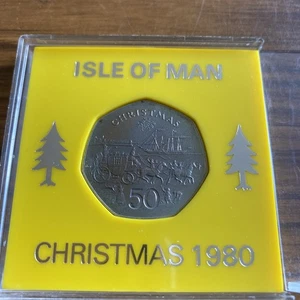 ISLE OF MAN
CHRISTMAS
50
CHRISTMAS 1980